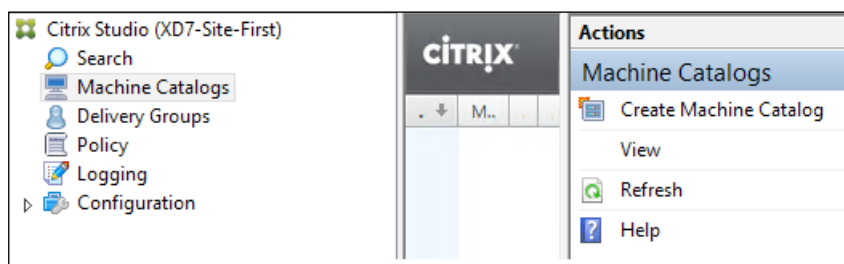 Citrix Studio (XD7-Site-First)
Search
Machine Catalogs
Delivery Groups
Policy
Logging
Configuration
CITRIX
M..
Actions
Machine Catalogs
Create Machine Catalog
View
Refresh
Help